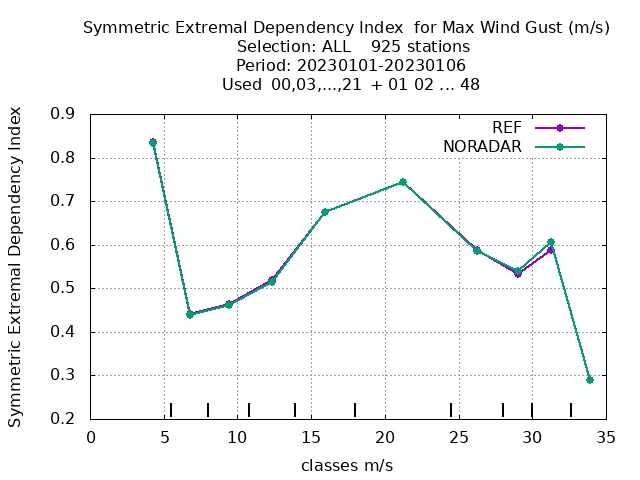 Symmetric Extremal Dependency Index  for Max Wind Gust (m/s)
Selection: ALL    925 stations
Period: 20230101-20230106
Used  00,03,...,21  + 01 02 ... 48
REF
NORADAR
Symmetric Extremal Dependency Index
0.9
0.8
0.7
0.6
0.5
0.4
0.3
0.2
0 5 10 15 20 25 30 35
classes m/s